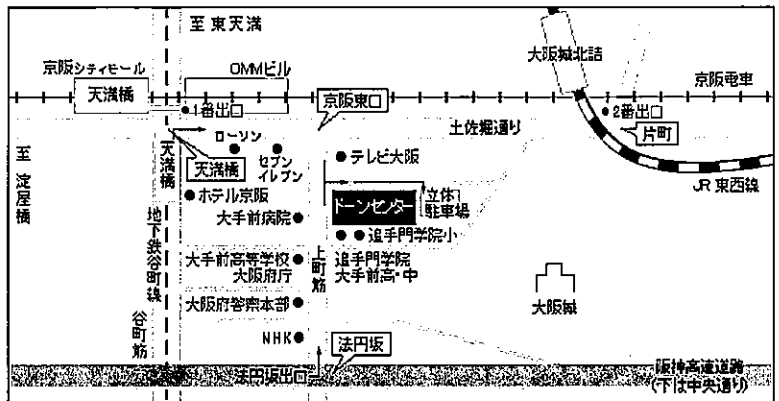 至 東天満
京阪シティモール
天満橋
OMMビル
京阪東口
大阪城北詰
京阪電車
1番出口
2番出口
片町
土佐堀通り
JR 東西線
至 淀屋橋
天満橋
ローソン
セブン
イレブン
天満橋
テレビ大阪
ホテル京阪
ドーンセンター
立体
駐車場
大手前病院
追手門学院小
地下鉄谷町線
上町筋
大手前高等学校
大阪府庁
追手門学院
大手前高・中
大阪城
大阪府警察本部
谷町筋
NHK
法円坂
法円坂出口
阪神高速道路
(下は中央通り)